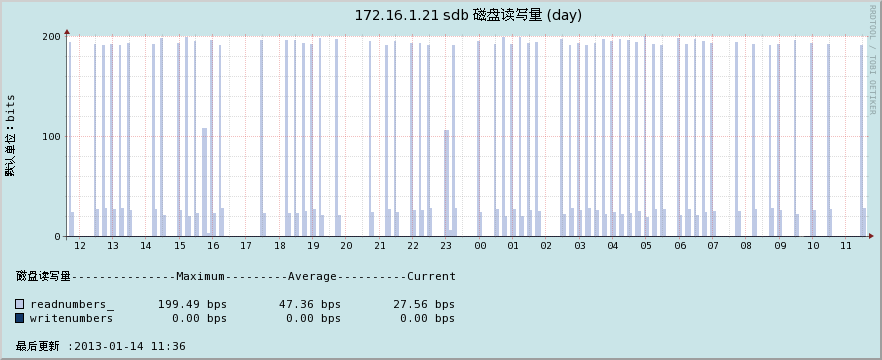 172.16.1.21 sdb 磁盘读写量 (day)
RRDTOOL / TOBI OETIKER
默认单位：bits
200
100
0
12 13 14 15 16 17 18 19 20 21 22 23 00 01 02 03 04 05 06 07 08 09 10 11
磁盘读写量---------------Maximum---------Average----------Current
readnumbers_ 199.49 bps 47.36 bps 27.56 bps
writenumbers 0.00 bps 0.00 bps 0.00 bps
最后更新 :2013-01-14 11:36